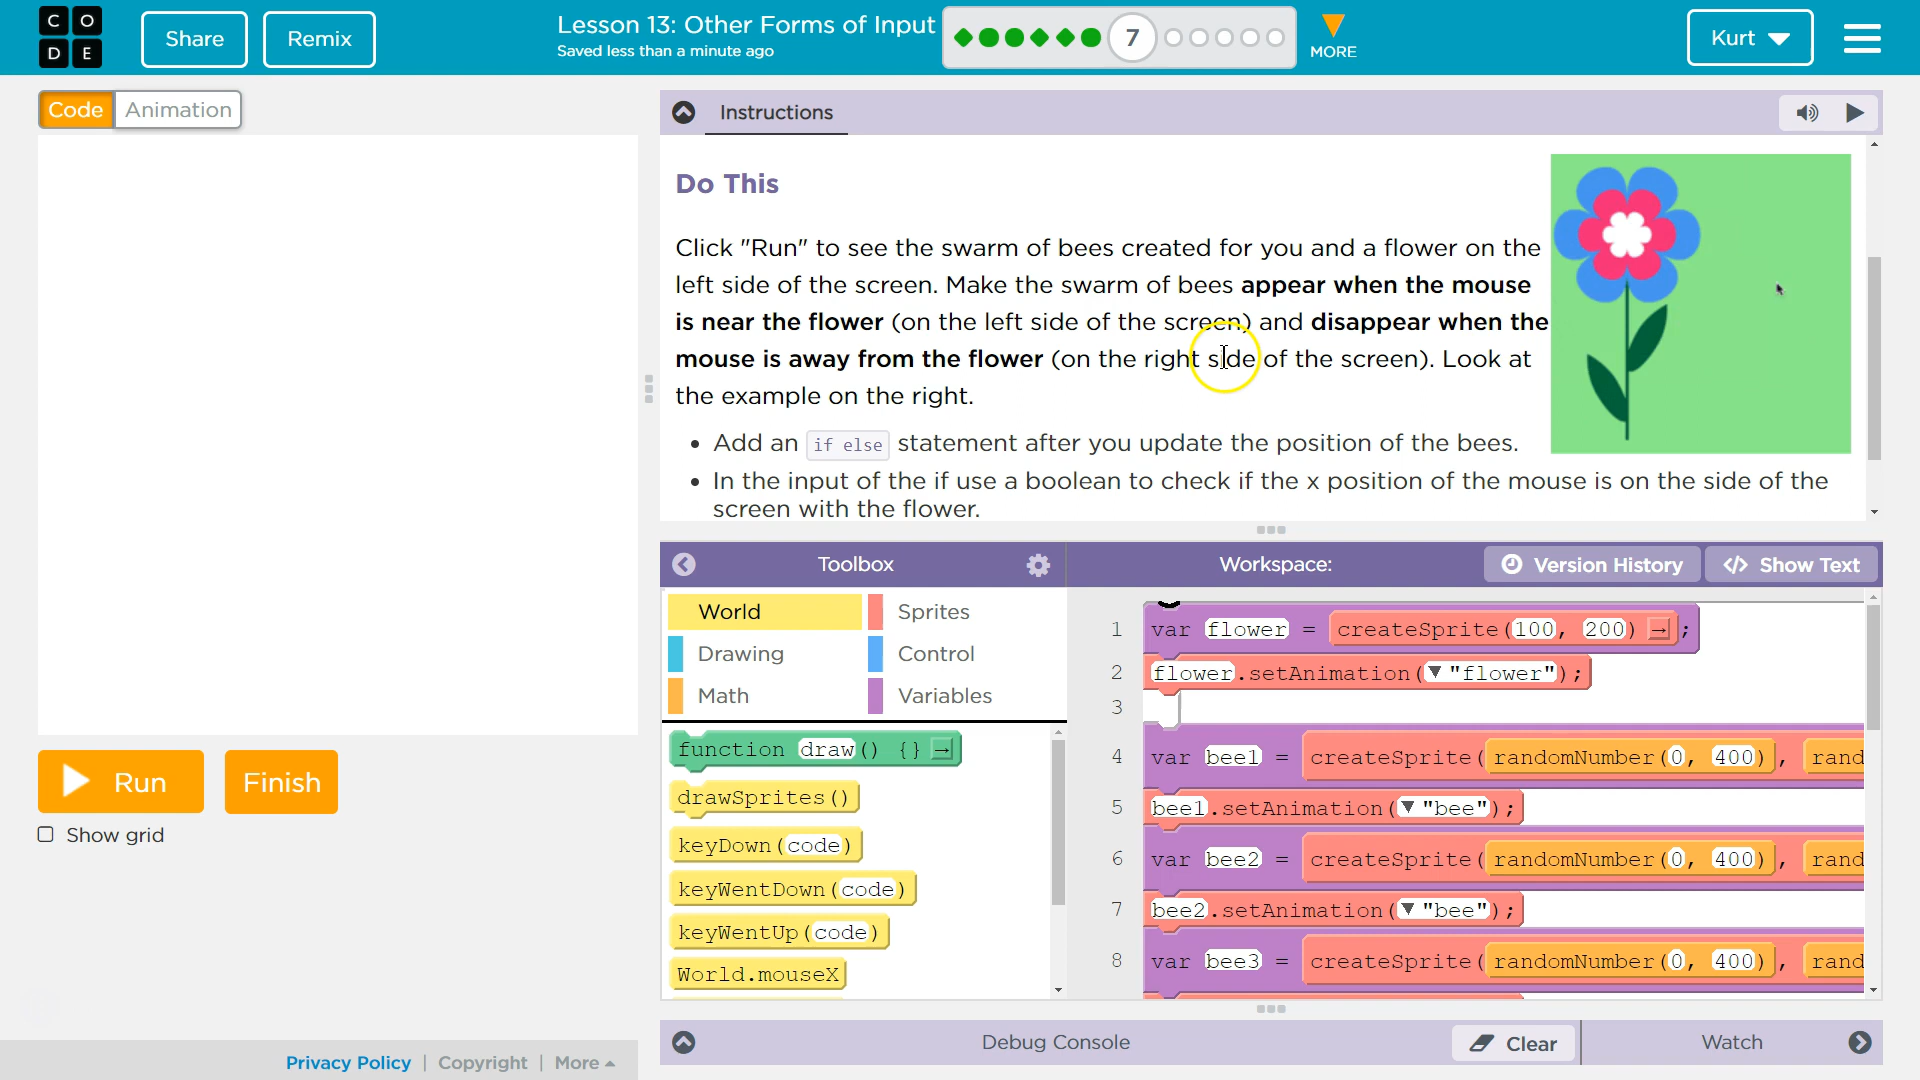 CO
DE
Share
Remix
Lesson 13: Other Forms of Input
Saved less than a minute ago
7
MORE
Kurt
Code
Animation
Instructions
Do This
Click "Run" to see the swarm of bees created for you and a flower on the
left side of the screen. Make the swarm of bees appear when the mouse
is near the flower (on the left side of the screen) and disappear when the
mouse is away from the flower (on the right side of the screen). Look at
the example on the right.
• Add an if else statement after you update the position of the bees.
• In the input of the if use a boolean to check if the x position of the mouse is on the side of the
screen with the flower.
Run
Finish
Show grid
Toolbox
World
Sprites
Drawing
Control
Math
Variables
function draw() {} →
drawSprites()
keyDown(code)
keyWentDown(code)
keyWentUp(code)
World.mouseX
Workspace:
Version History
</> Show Text
1 var flower = createSprite(100, 200) → ;
2 flower.setAnimation(▼ "flower");
3
4 var bee1 = createSprite(randomNumber(0, 400), rand
5 bee1.setAnimation(▼ "bee");
6 var bee2 = createSprite(randomNumber(0, 400), rand
7 bee2.setAnimation(▼ "bee");
8 var bee3 = createSprite(randomNumber(0, 400), rand
Debug Console
Clear
Watch
Privacy Policy | Copyright | More